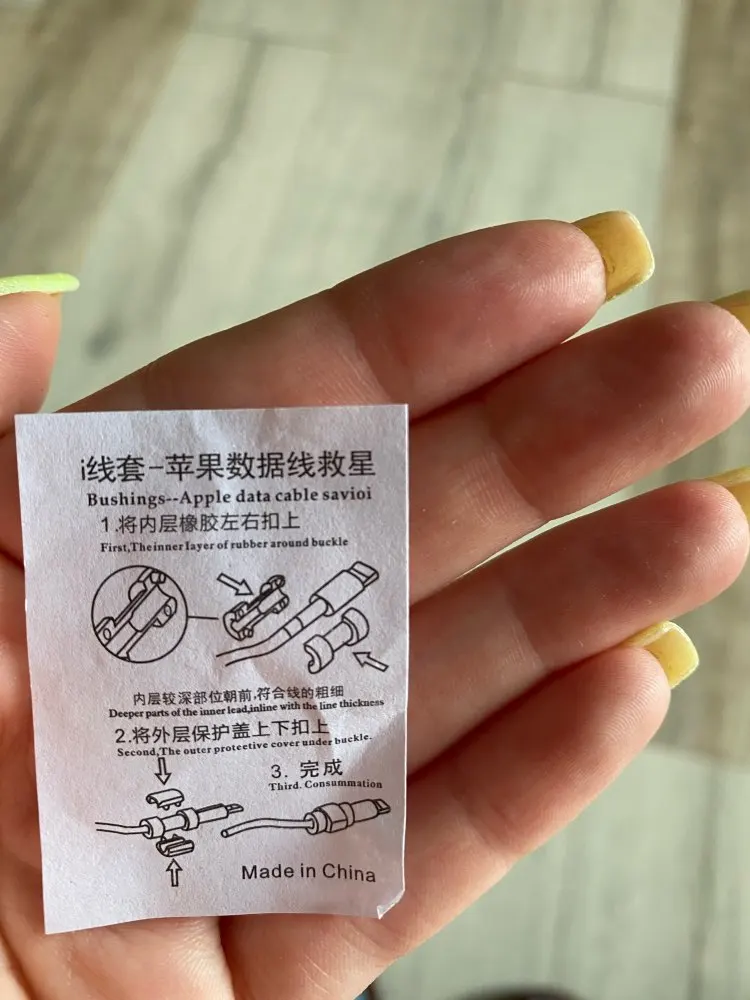 i线套-苹果数据线救星
Bushings--Apple data cable savioi
1.将内层橡胶左右扣上
First,Theinner layer of rubber around buckle
内层较深部位朝前,符合线的粗细
Deeper parts of the inner lead,inline with the line thickness
2.将外层保护盖上下扣上
Second,The outer proteetive cover under buckle.
3. 完成
Third. Consummation
Made in China